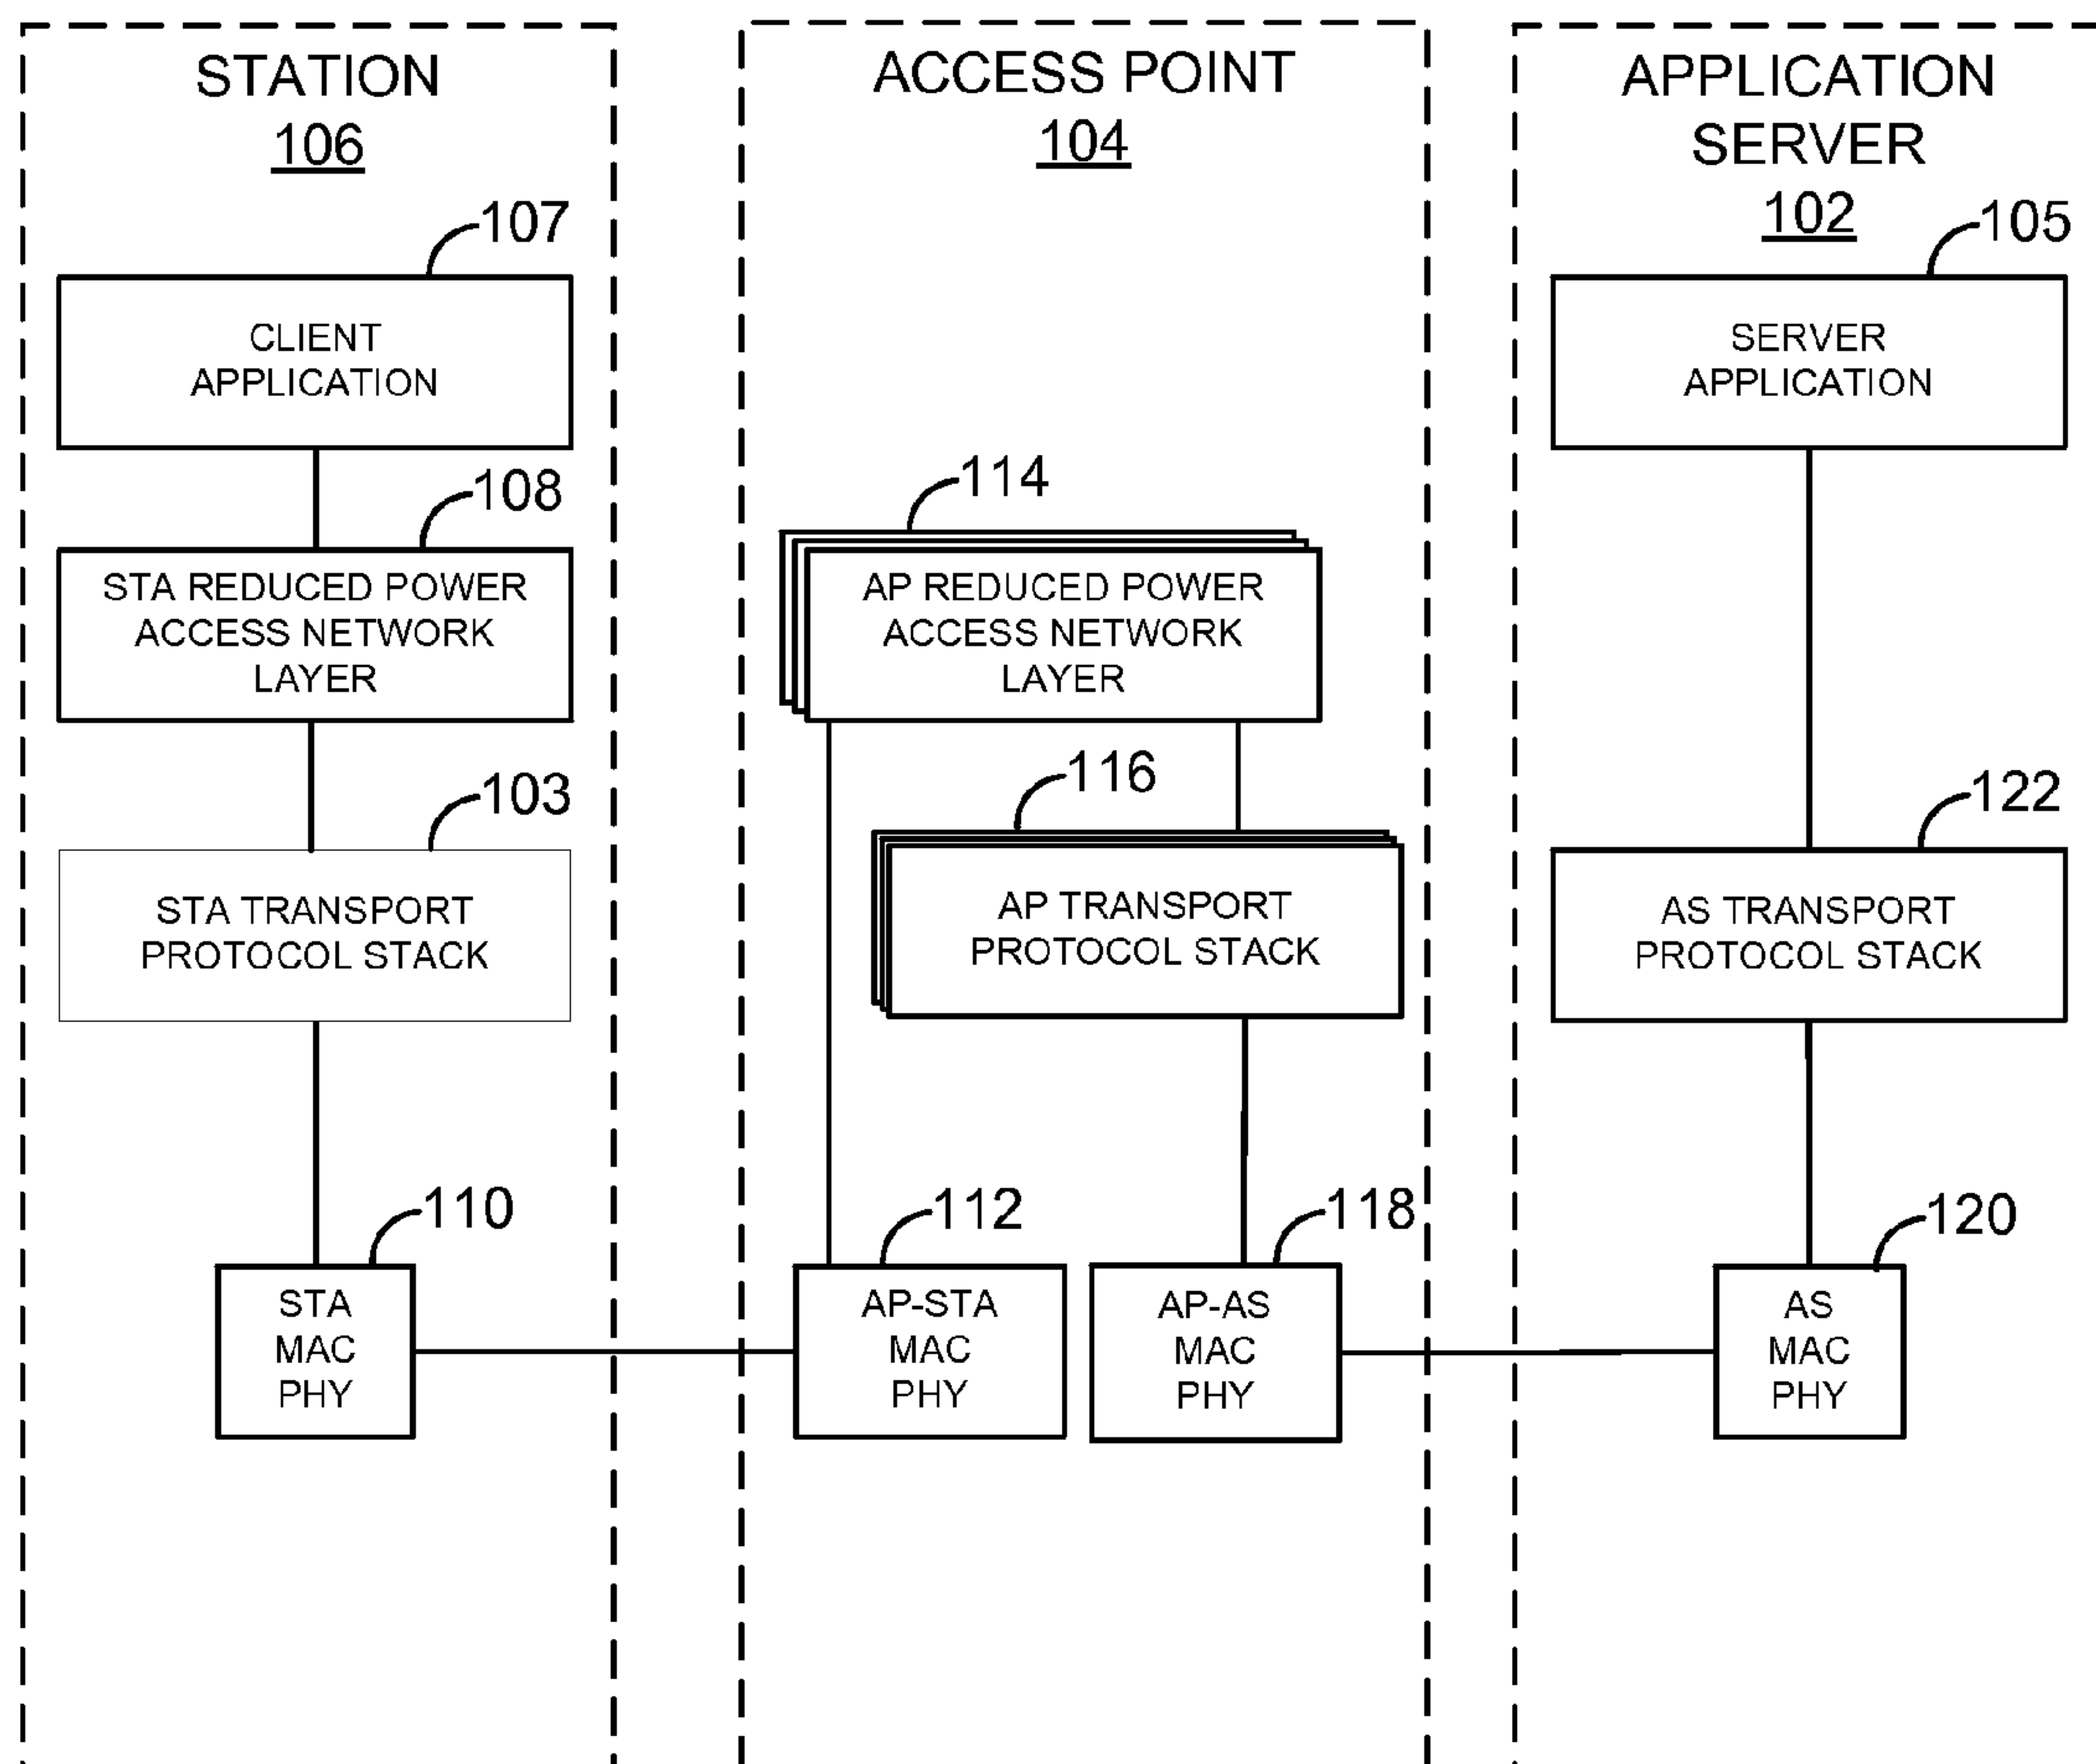 STATION
106
107
CLIENT
APPLICATION
108
STA REDUCED POWER
ACCESS NETWORK
LAYER
103
STA TRANSPORT
PROTOCOL STACK
110
STA
MAC
PHY
ACCESS POINT
104
114
AP REDUCED POWER
ACCESS NETWORK
LAYER
116
AP TRANSPORT
PROTOCOL STACK
112
AP-STA
MAC
PHY
118
AP-AS
MAC
PHY
APPLICATION
SERVER
102
105
SERVER
APPLICATION
122
AS TRANSPORT
PROTOCOL STACK
120
AS
MAC
PHY